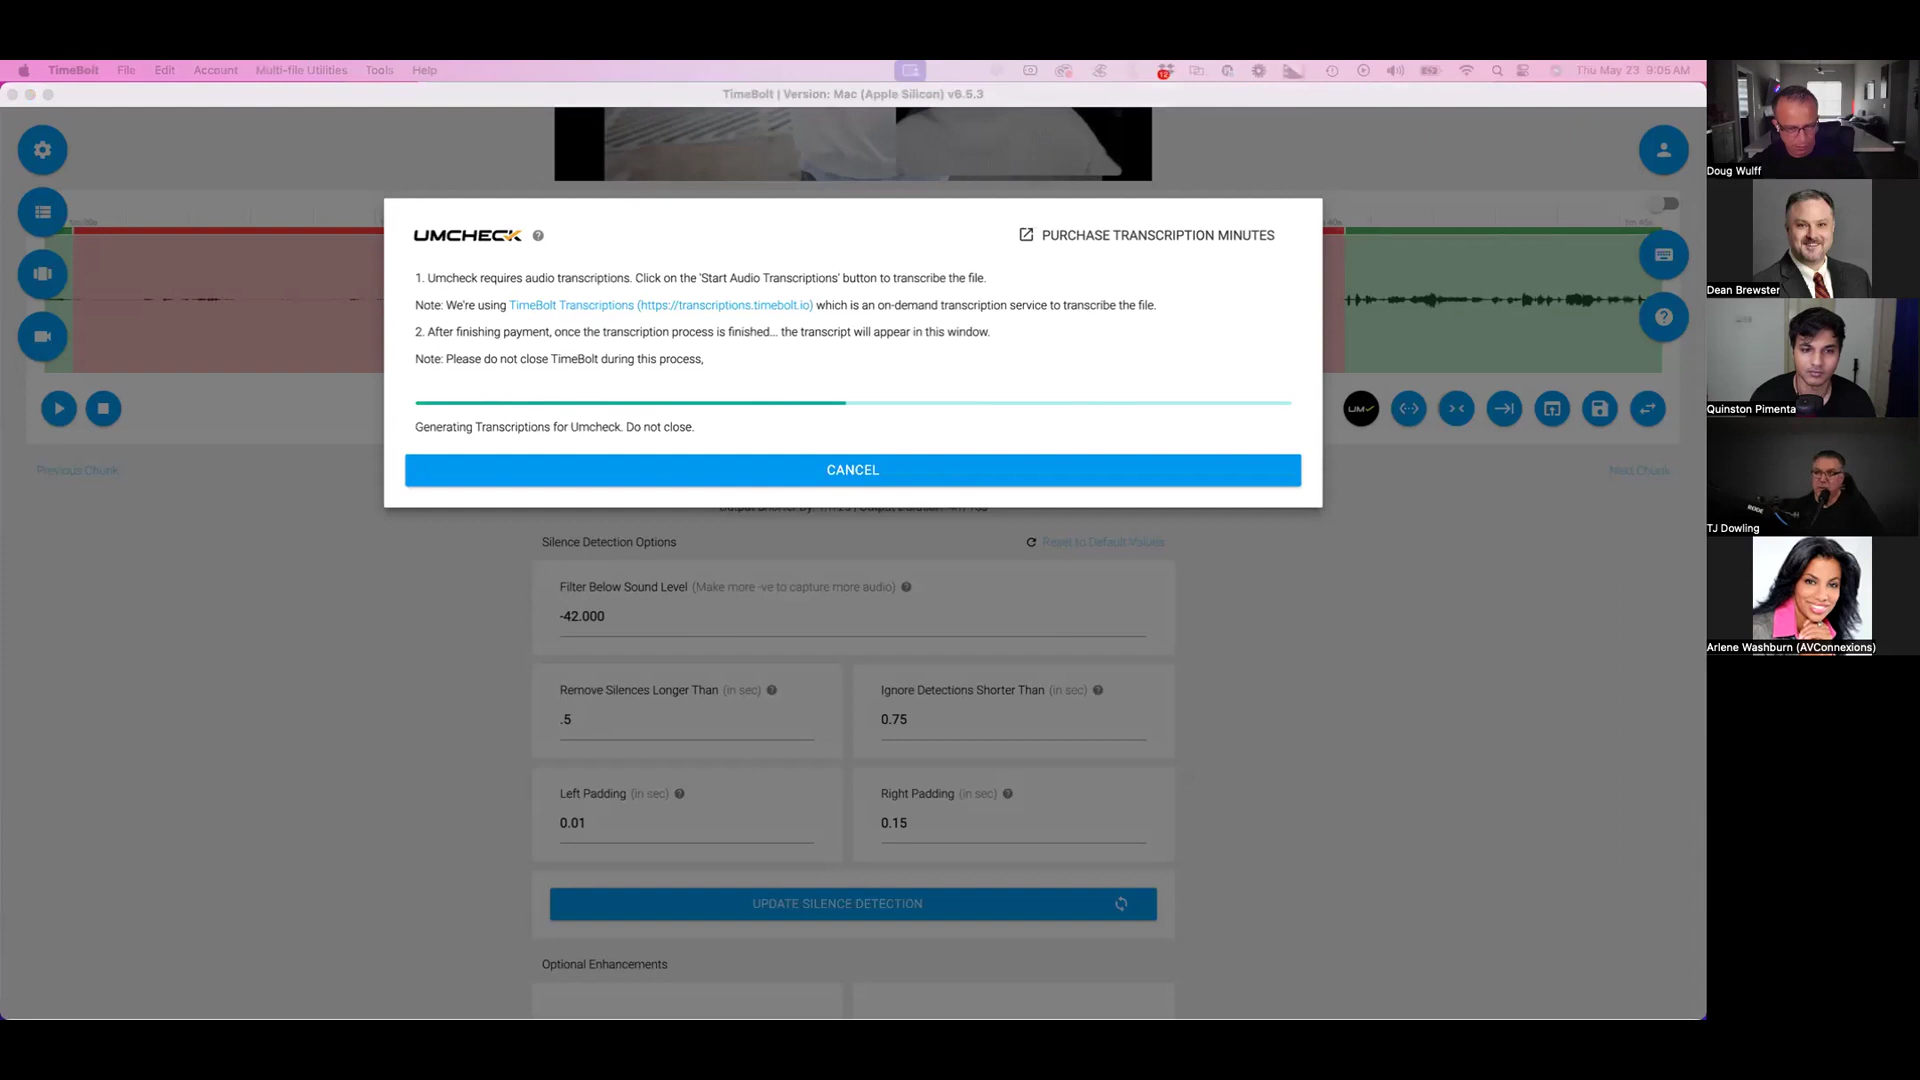 TimeBolt File Edit Account Multi-file Utilities Tools Help
12
Thu May 23 9:05 AM
TimeBolt | Version: Mac (Apple Silicon) v6.5.3
Doug Wulff
Dean Brewster
Quinston Pimenta
RODE
TJ Dowling
Arlene Washburn (AVConnexions)
UMCHECK
PURCHASE TRANSCRIPTION MINUTES
1. Umcheck requires audio transcriptions. Click on the 'Start Audio Transcriptions' button to transcribe the file.
Note: We're using TimeBolt Transcriptions (https://transcriptions.timebolt.io) which is an on-demand transcription service to transcribe the file.
2. After finishing payment, once the transcription process is finished... the transcript will appear in this window.
Note: Please do not close TimeBolt during this process,
Generating Transcriptions for Umcheck. Do not close.
CANCEL
UM
Previous Chunk
Next Chunk
Silence Detection Options
Reset to Default Values
Filter Below Sound Level (Make more -ve to capture more audio)
-42.000
Remove Silences Longer Than (in sec)
.5
Ignore Detections Shorter Than (in sec)
0.75
Left Padding (in sec)
0.01
Right Padding (in sec)
0.15
UPDATE SILENCE DETECTION
Optional Enhancements